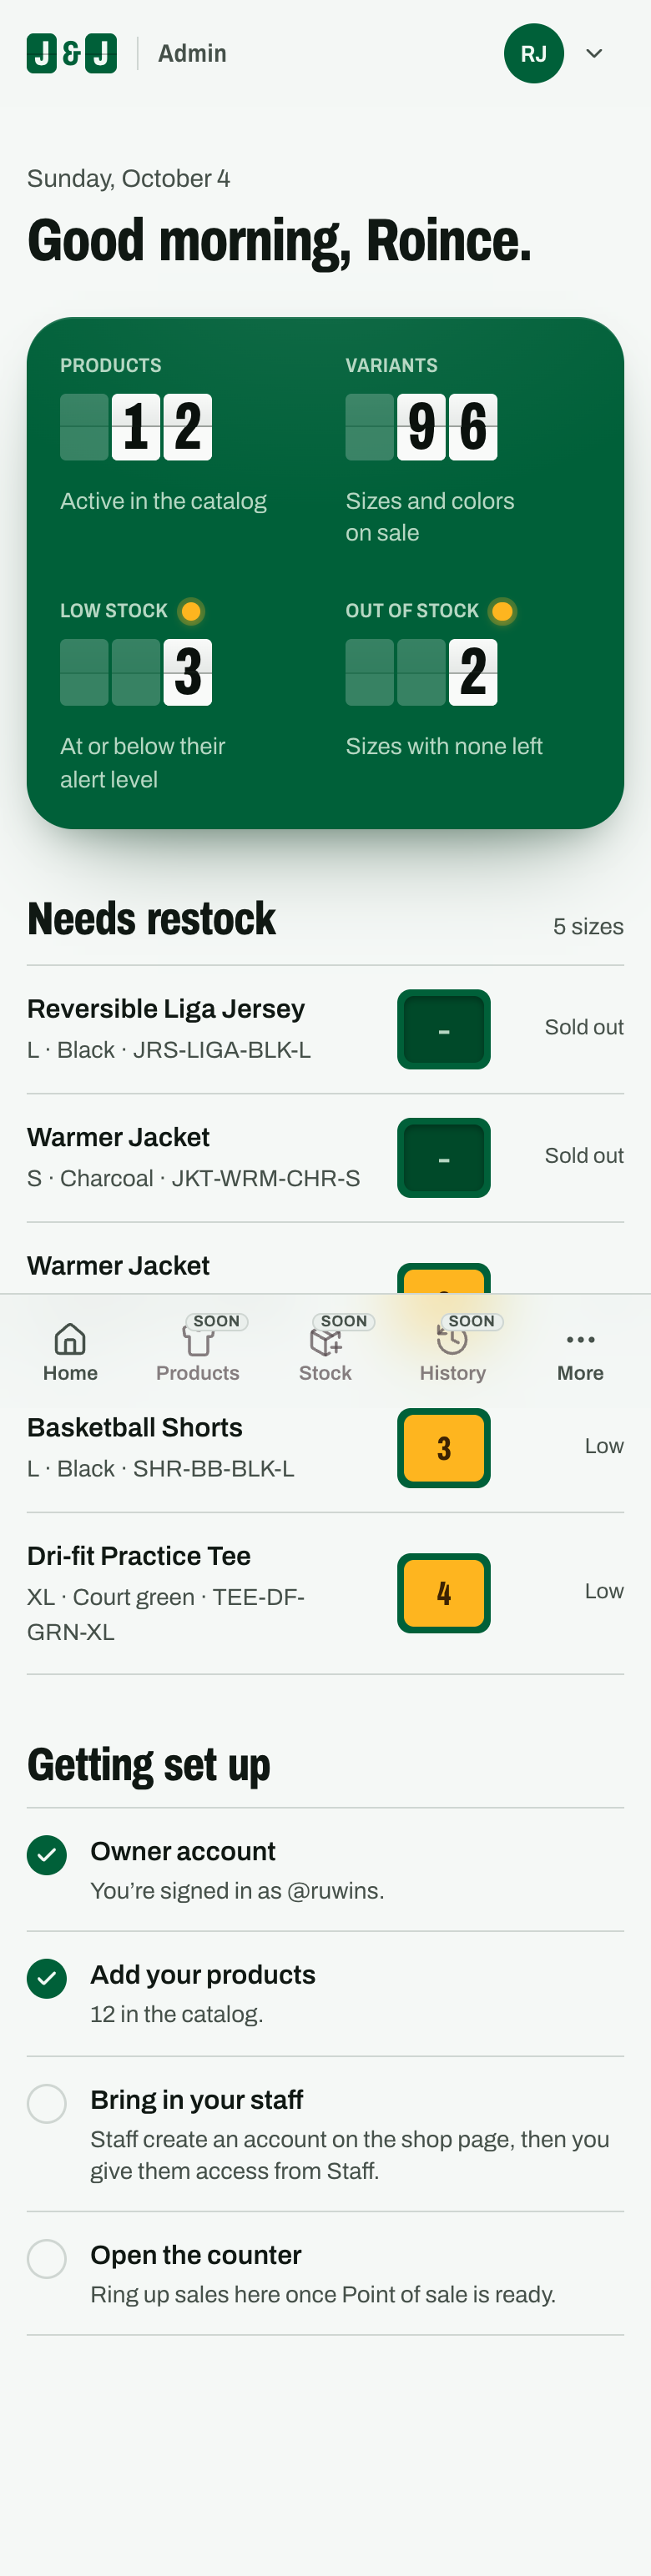 J & J Admin RJ
Sunday, October 4
Good morning, Roince.
PRODUCTS
12
Active in the catalog
VARIANTS
96
Sizes and colors
on sale
LOW STOCK
3
At or below their
alert level
OUT OF STOCK
2
Sizes with none left
Needs restock
5 sizes
Reversible Liga Jersey
L · Black · JRS-LIGA-BLK-L
-
Sold out
Warmer Jacket
S · Charcoal · JKT-WRM-CHR-S
-
Sold out
Warmer Jacket
Home
SOON
Products
SOON
Stock
SOON
History
More
Basketball Shorts
L · Black · SHR-BB-BLK-L
3
Low
Dri-fit Practice Tee
XL · Court green · TEE-DF-
GRN-XL
4
Low
Getting set up
Owner account
You’re signed in as @ruwins.
Add your products
12 in the catalog.
Bring in your staff
Staff create an account on the shop page, then you
give them access from Staff.
Open the counter
Ring up sales here once Point of sale is ready.